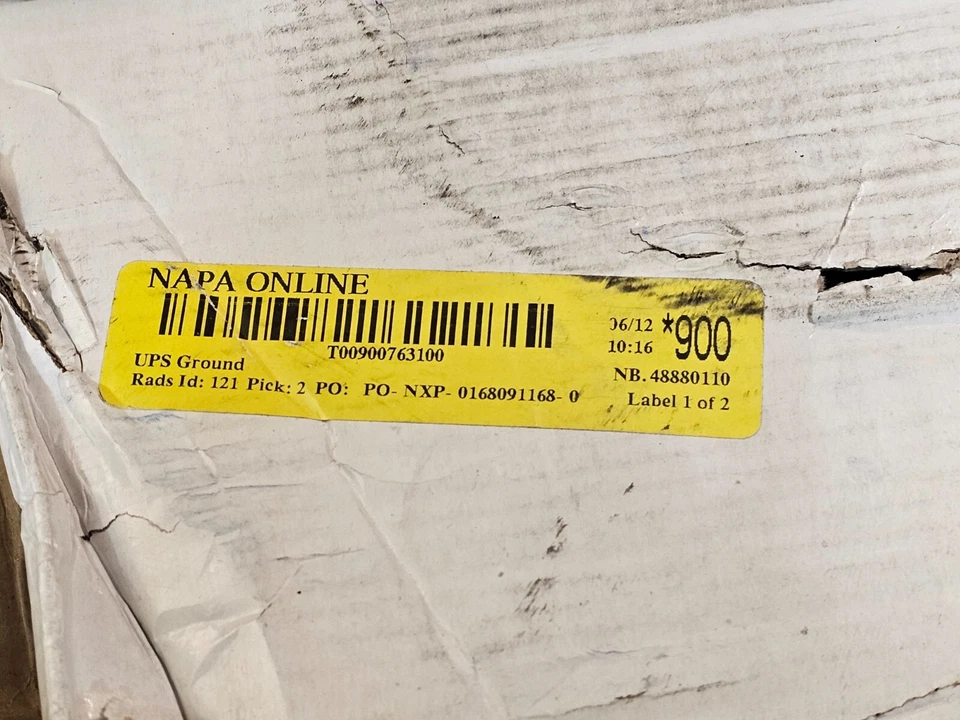 NAPA ONLINE
T00900763100
UPS Ground
Rads Id: 121 Pick: 2 PO: PO- NXP- 0168091168- 0
06/12 *900
10:16
NB. 48880110
Label 1 of 2